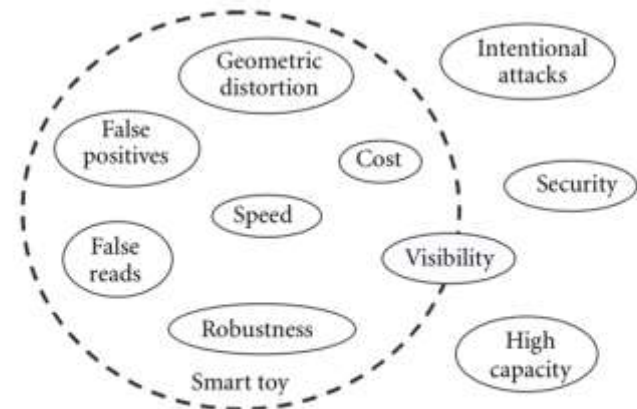 Geometric
distortion
Intentional
attacks
False
positives
Cost
Security
Speed
False
reads
Visibility
Robustness
High
capacity
Smart toy